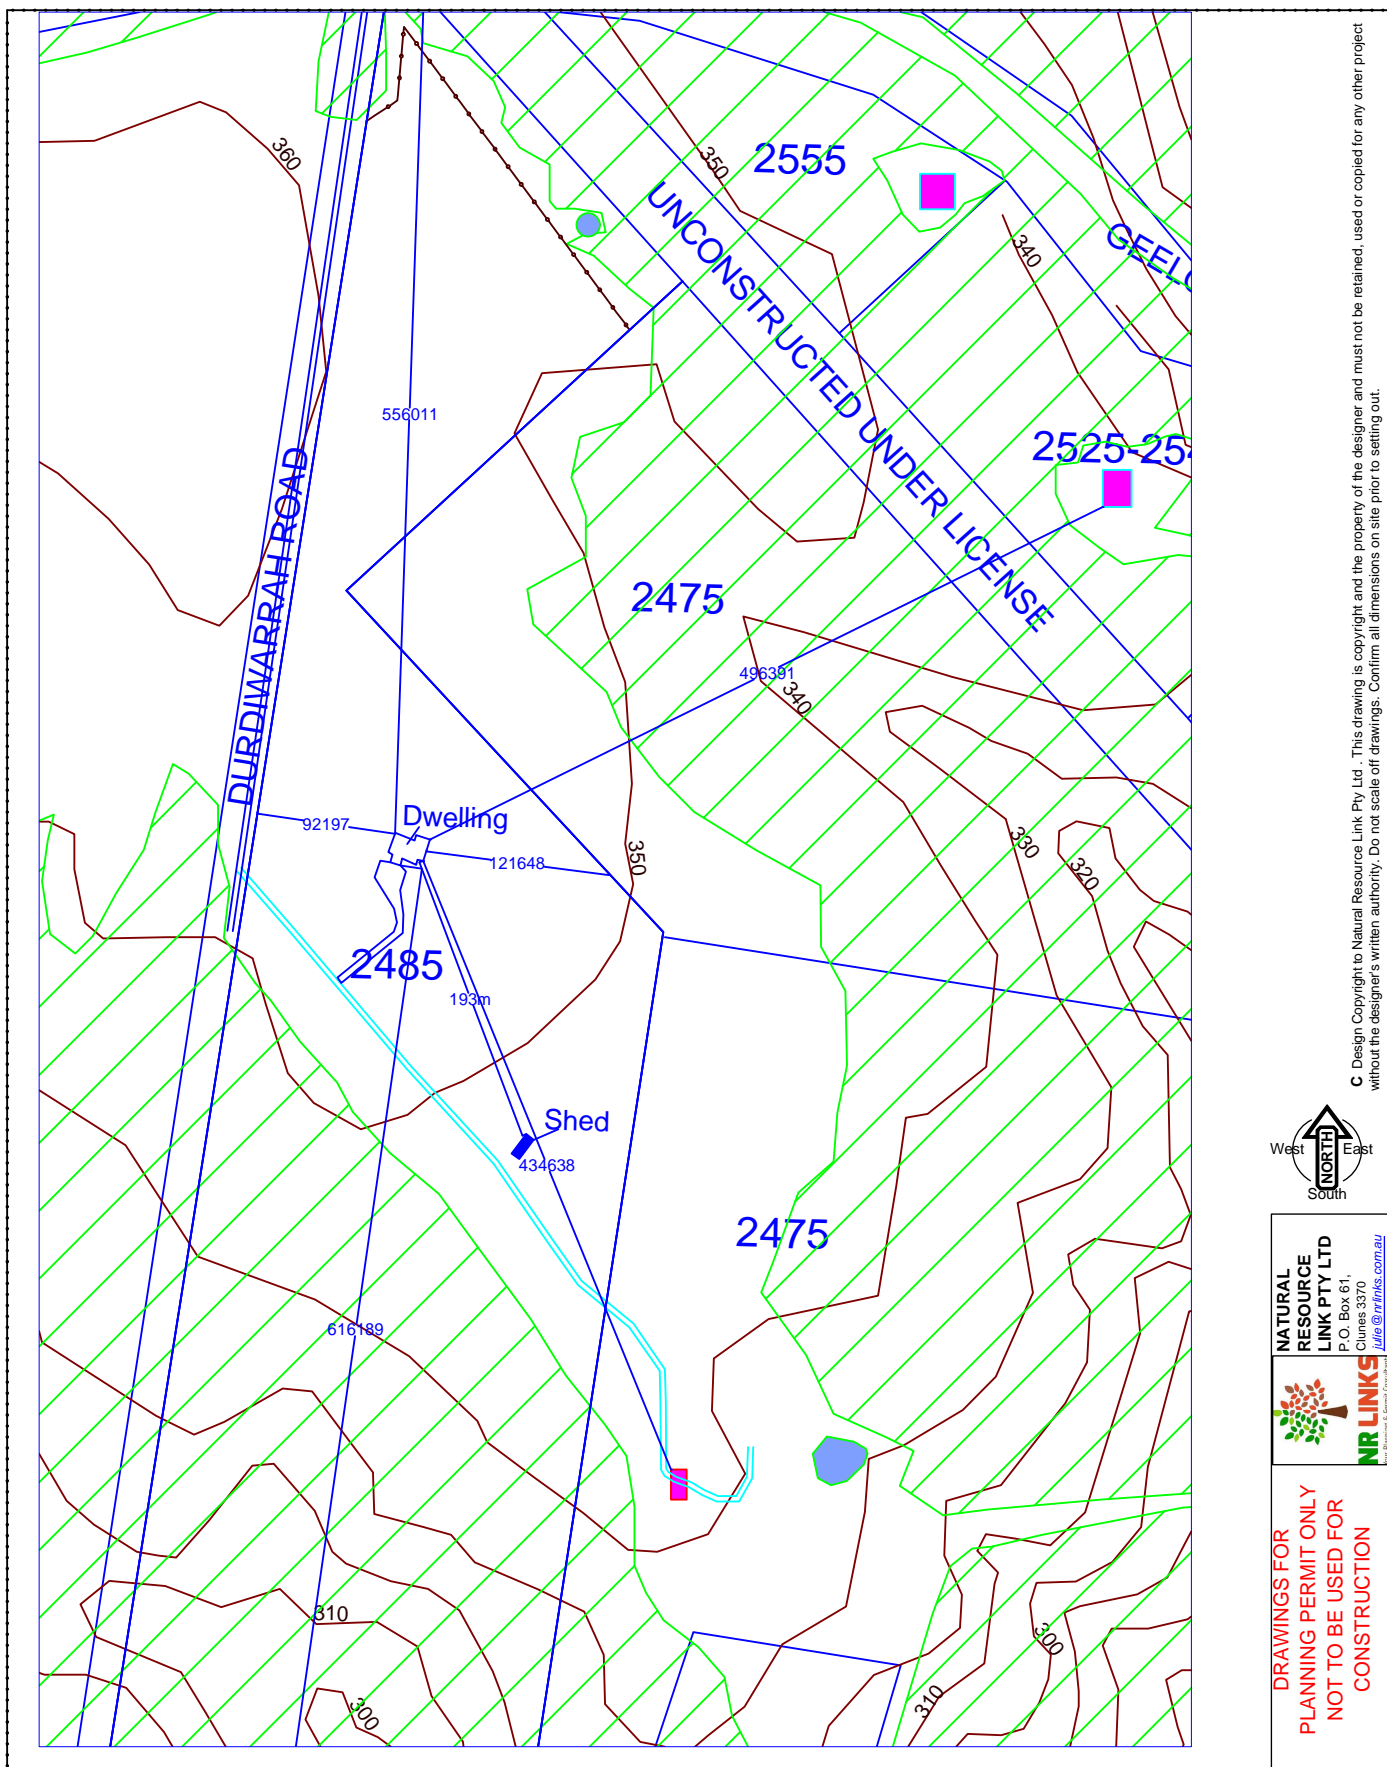 360
350
2555
UNCONSTRUCTED UNDER LICENSE
340
GEEL
556011
DURDIWARRAH ROAD
2525-25
2475
496391
340
92197
Dwelling
121648
350
330
320
2485
193m
Shed
434638
2475
616189
310
300
300
310
C Design Copyright to Natural Resource Link Pty Ltd . This drawing is copyright and the property of the designer and must not be retained, used or copied for any other project
without the designer's written authority. Do not scale off drawings. Confirm all dimensions on site prior to setting out.
West
NORTH
East
South
NATURAL
RESOURCE
LINK PTY LTD
P.O. Box 61,
Clunes 3370
julie@nrlinks.com.au
NR LINKS
DRAWINGS FOR
PLANNING PERMIT ONLY
NOT TO BE USED FOR
CONSTRUCTION